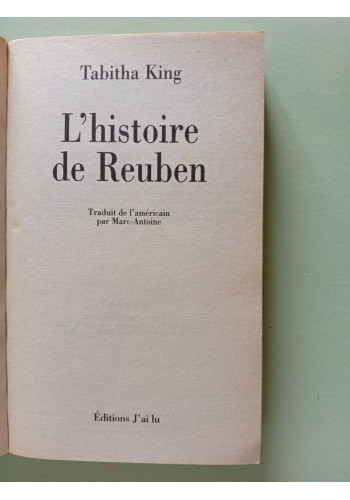 Tabitha King
L'histoire
de Reuben
Traduit de l'américain
par Marc-Antoine
Éditions J'ai lu